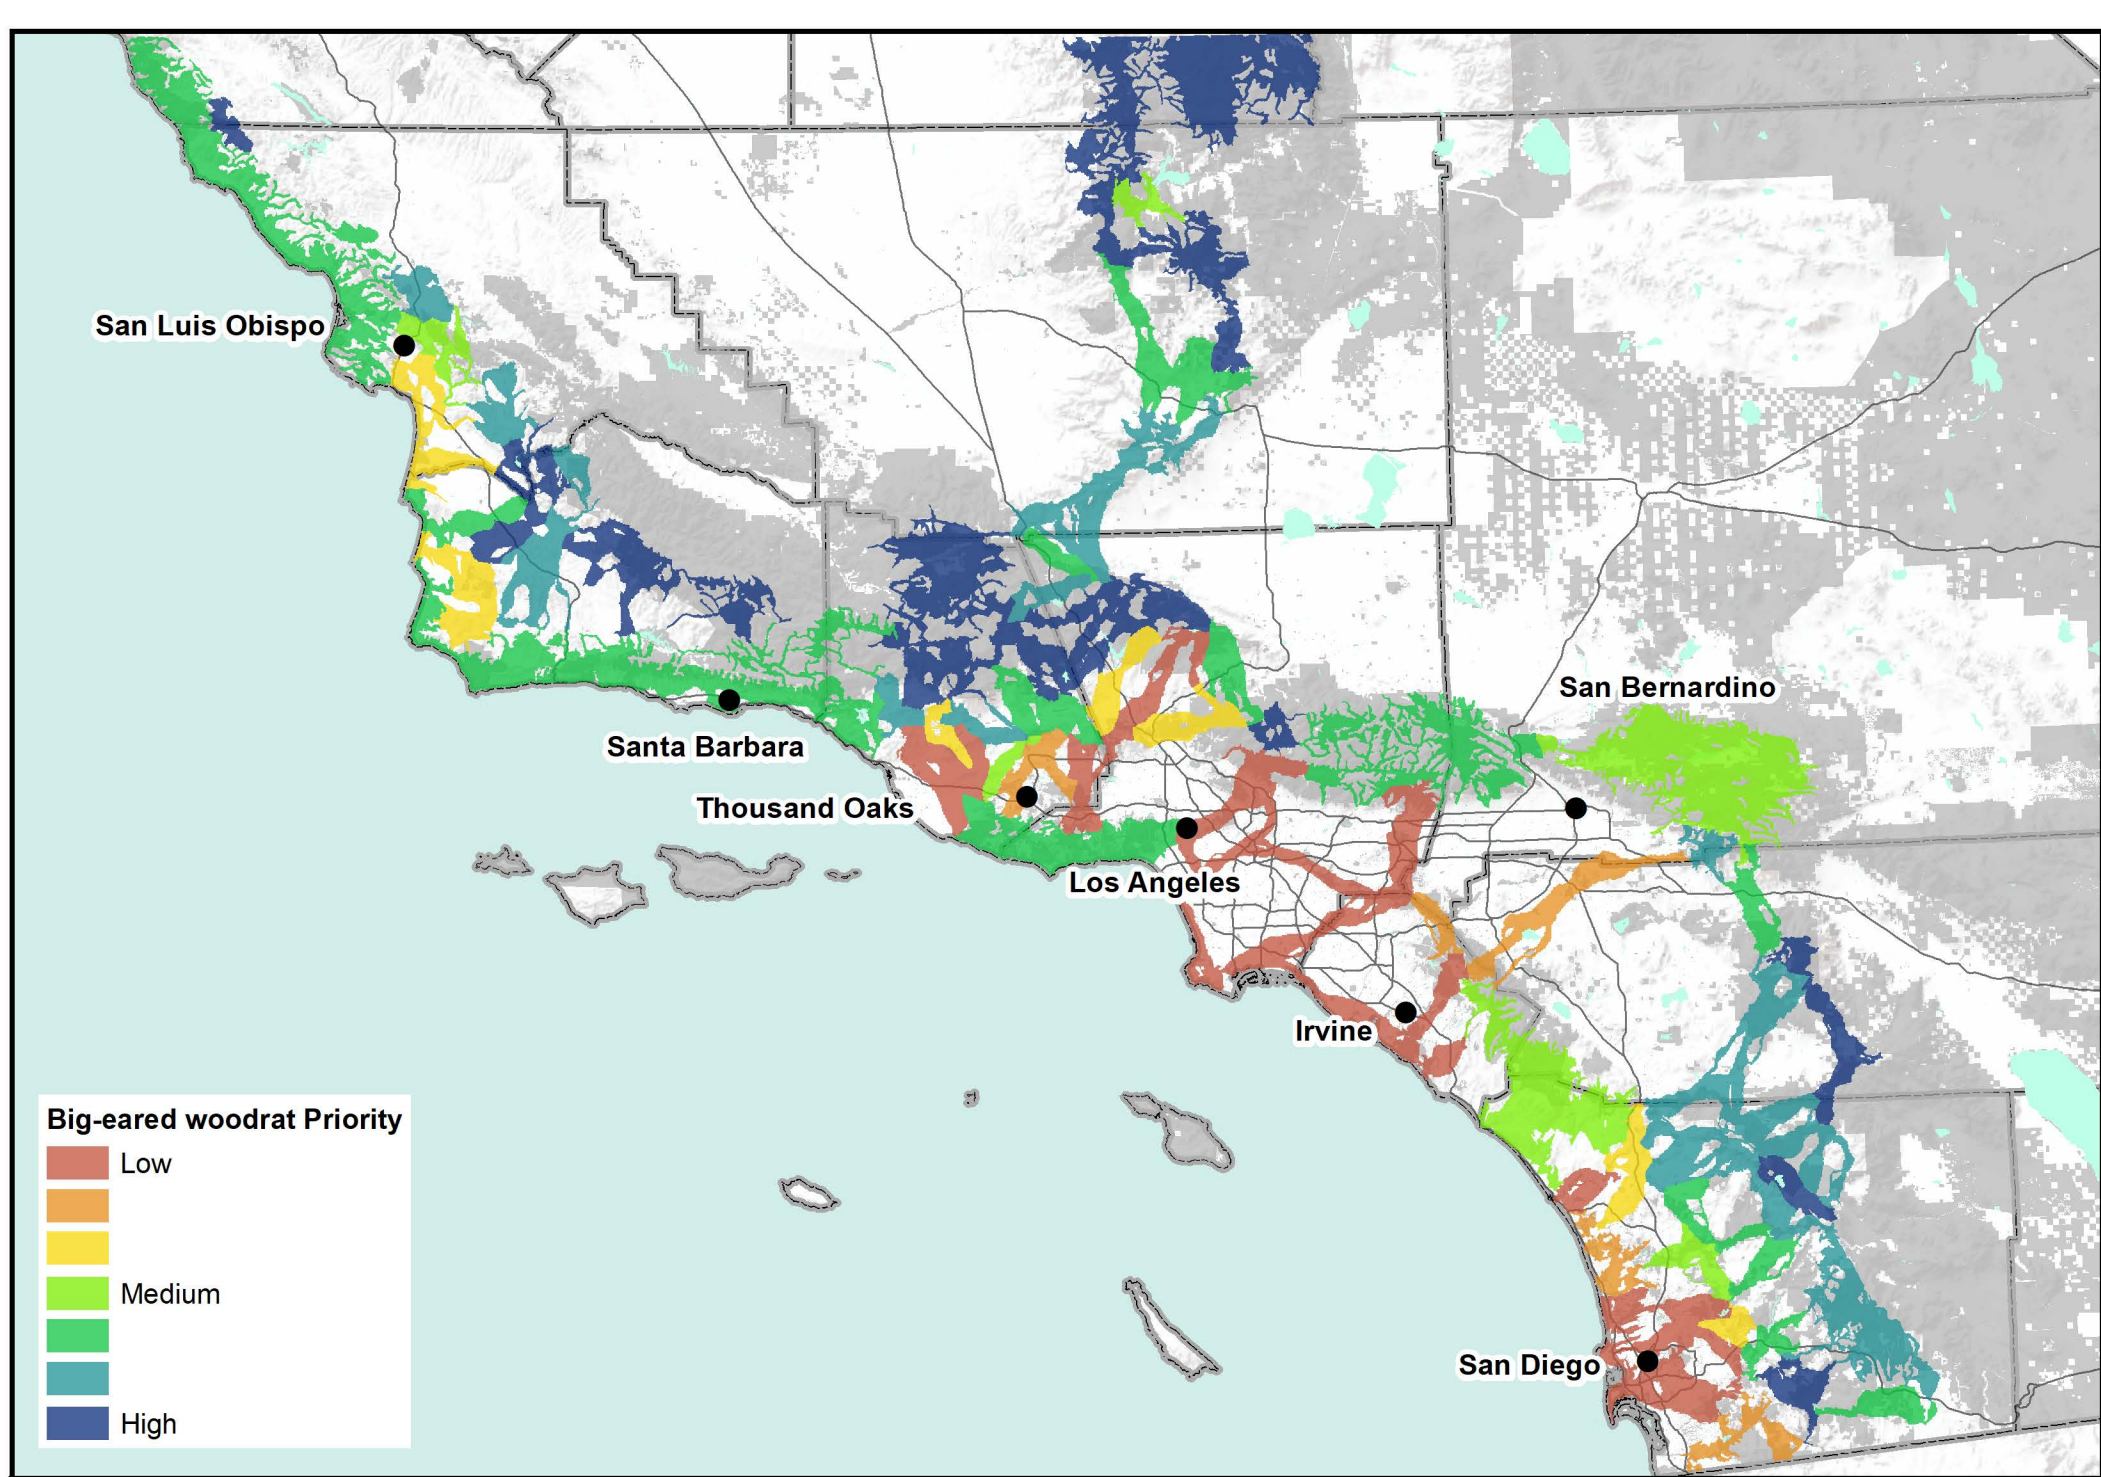 San Luis Obispo
San Bernardino
Santa Barbara
Thousand Oaks
Los Angeles
Irvine
San Diego
Big-eared woodrat Priority
Low
Medium
High